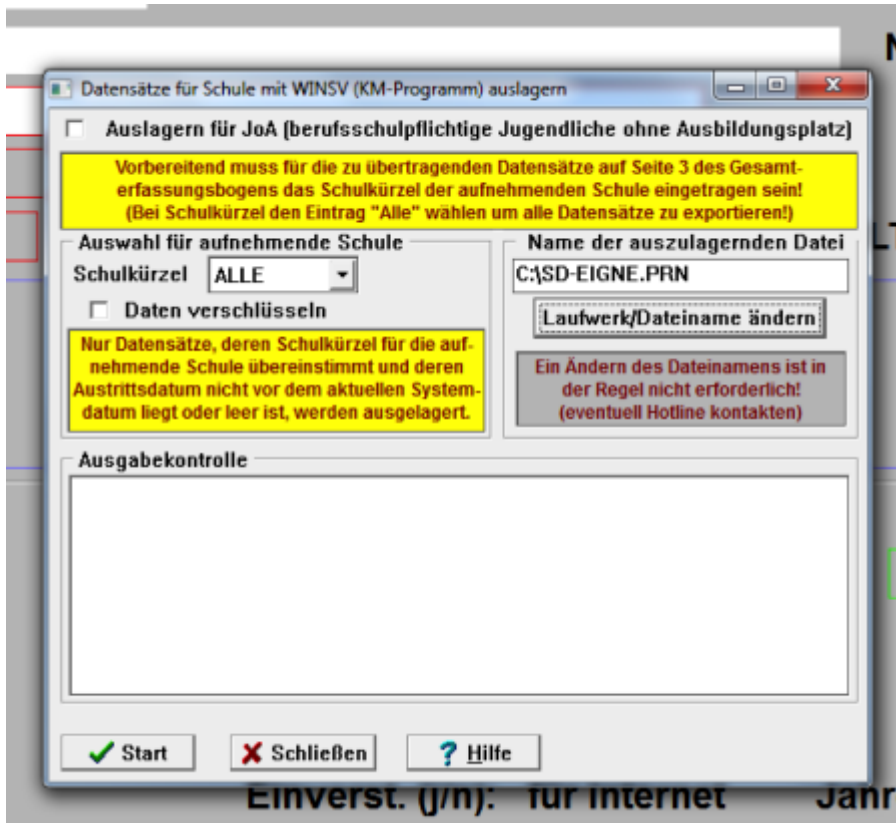 Datensätze für Schule mit WINSV (KM-Programm) auslagern
Auslagern für JoA (berufsschulpflichtige Jugendliche ohne Ausbildungsplatz)
Vorbereitend muss für die zu übertragenden Datensätze auf Seite 3 des Gesamt-
erfassungsbogens das Schulkürzel der aufnehmenden Schule eingetragen sein!
(Bei Schulkürzel den Eintrag "Alle" wählen um alle Datensätze zu exportieren!)
Auswahl für aufnehmende Schule
Schulkürzel ALLE
Daten verschlüsseln
Nur Datensätze, deren Schulkürzel für die auf-
nehmende Schule übereinstimmt und deren
Austrittsdatum nicht vor dem aktuellen System-
datum liegt oder leer ist, werden ausgelagert.
Name der auszulagernden Datei
C:\SD-EIGNE.PRN
Laufwerk/Dateiname ändern
Ein Ändern des Dateinamens ist in
der Regel nicht erforderlich!
(eventuell Hotline kontakten)
Ausgabekontrolle
Start
Schließen
? Hilfe
Einverst. (j/n): für Internet Jahr